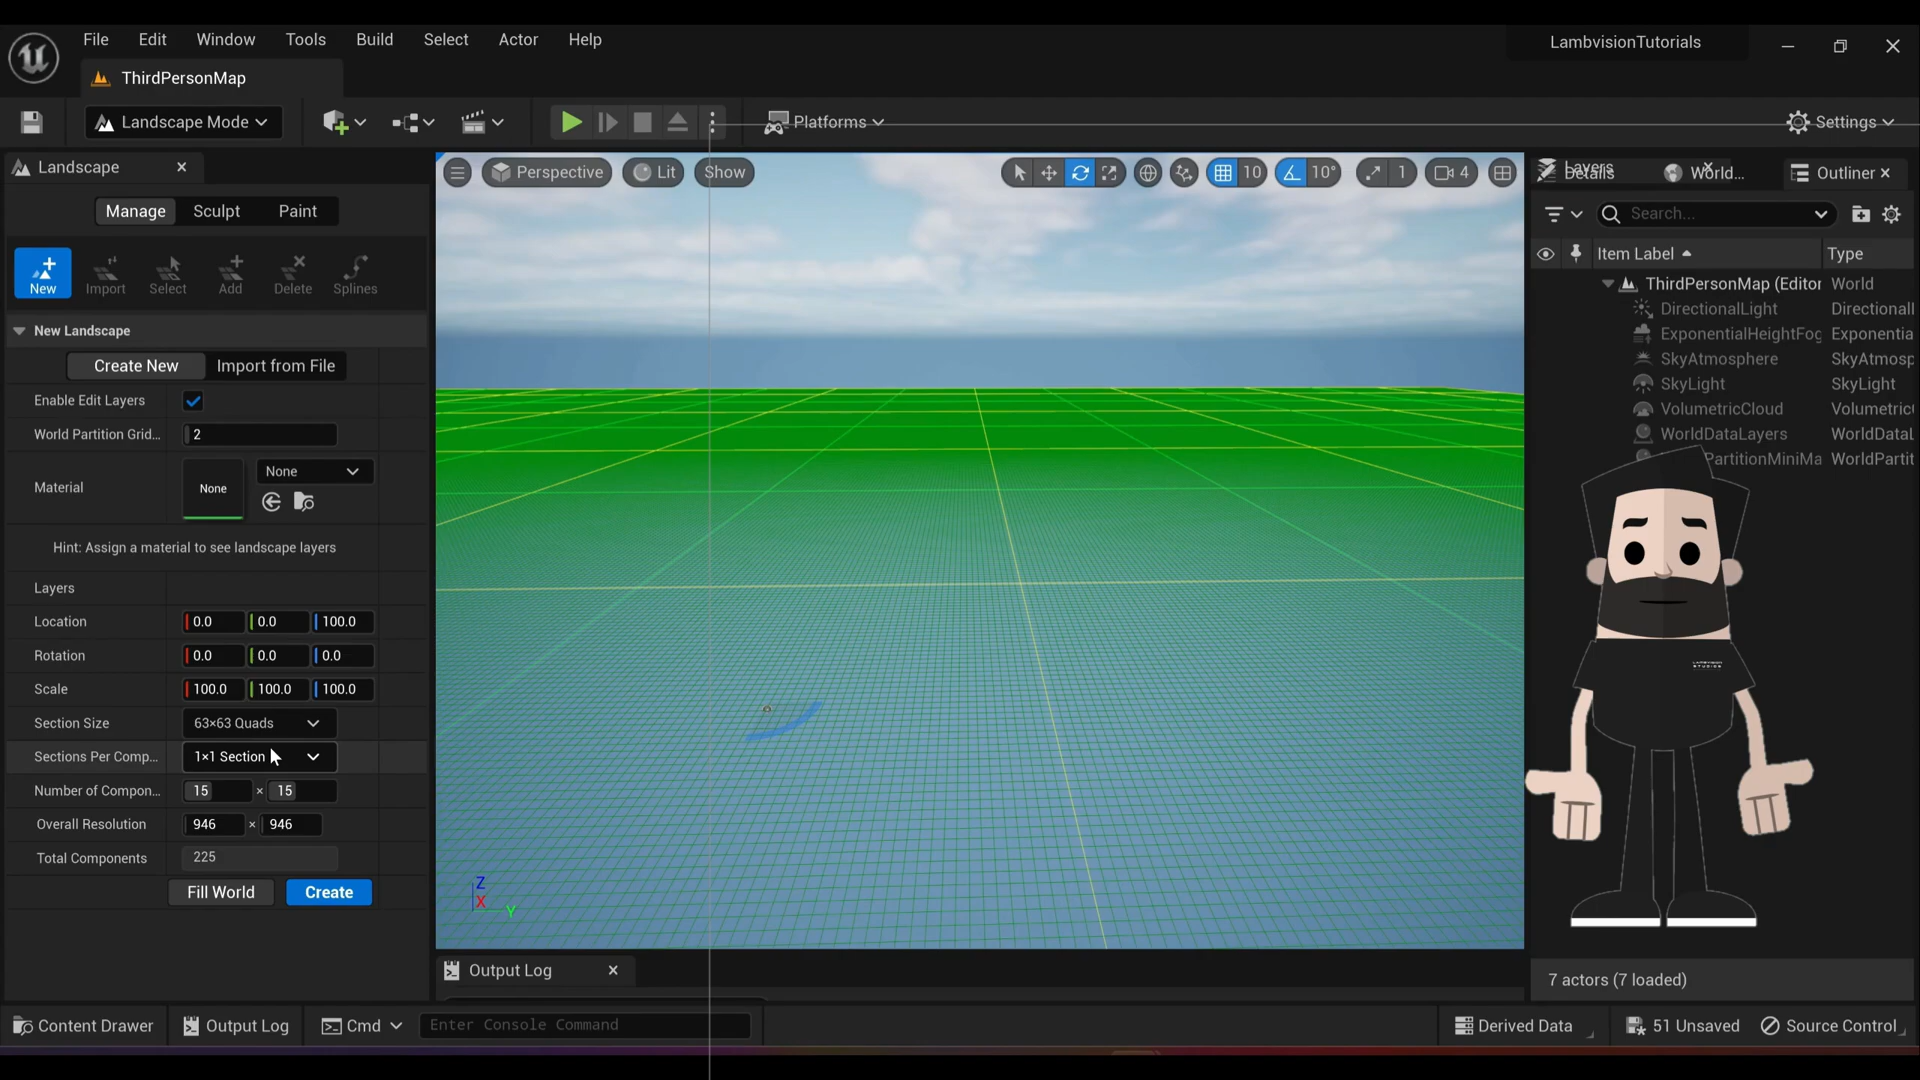 File Edit Window Tools Build Select Actor Help
LambvisionTutorials
ThirdPersonMap
Landscape Mode
Platforms
Settings
Landscape
Manage Sculpt Paint
New Import Select Add Delete Splines
New Landscape
Create New Import from File
Enable Edit Layers
World Partition Grid... 2
Material None None
Hint: Assign a material to see landscape layers
Layers
Location 0.0 0.0 100.0
Rotation 0.0 0.0 0.0
Scale 100.0 100.0 100.0
Section Size 63×63 Quads
Sections Per Comp... 1×1 Section
Number of Compon... 15 × 15
Overall Resolution 946 × 946
Total Components 225
Fill World Create
Perspective Lit Show
10 10° 1 4
Z
X
Y
Layers
Details World... Outliner
Search...
Item Label Type
ThirdPersonMap (Editor World
DirectionalLight Directionall
ExponentialHeightFog Exponentia
SkyAtmosphere SkyAtmosp
SkyLight SkyLight
VolumetricCloud Volumetric
WorldDataLayers WorldDataL
PartitionMiniMa WorldPartit
LAMBVISION
STUDIOS
7 actors (7 loaded)
Output Log
Content Drawer Output Log Cmd Enter Console Command
Derived Data 51 Unsaved Source Control